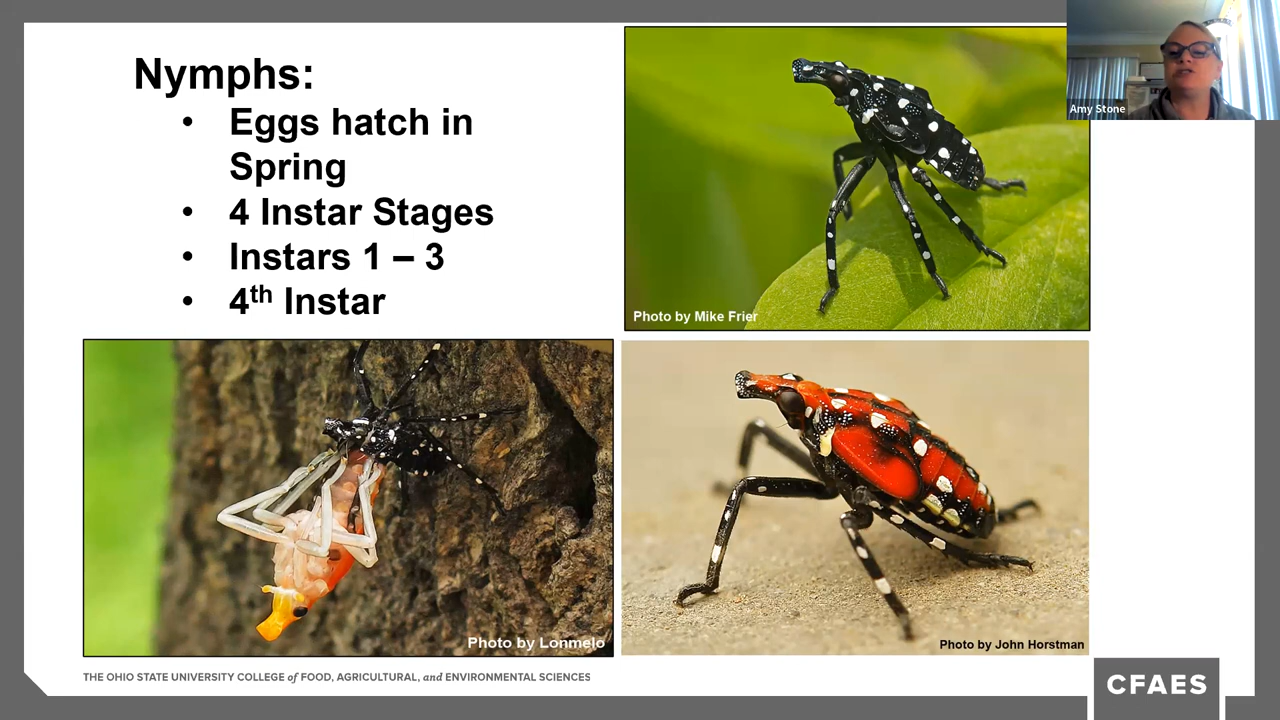 Nymphs:
• Eggs hatch in
Spring
• 4 Instar Stages
• Instars 1 – 3
• 4th Instar
Amy Stone
Photo by Mike Frier
Photo by Lonmelo
Photo by John Horstman
THE OHIO STATE UNIVERSITY COLLEGE of FOOD, AGRICULTURAL, and ENVIRONMENTAL SCIENCES
CFAES